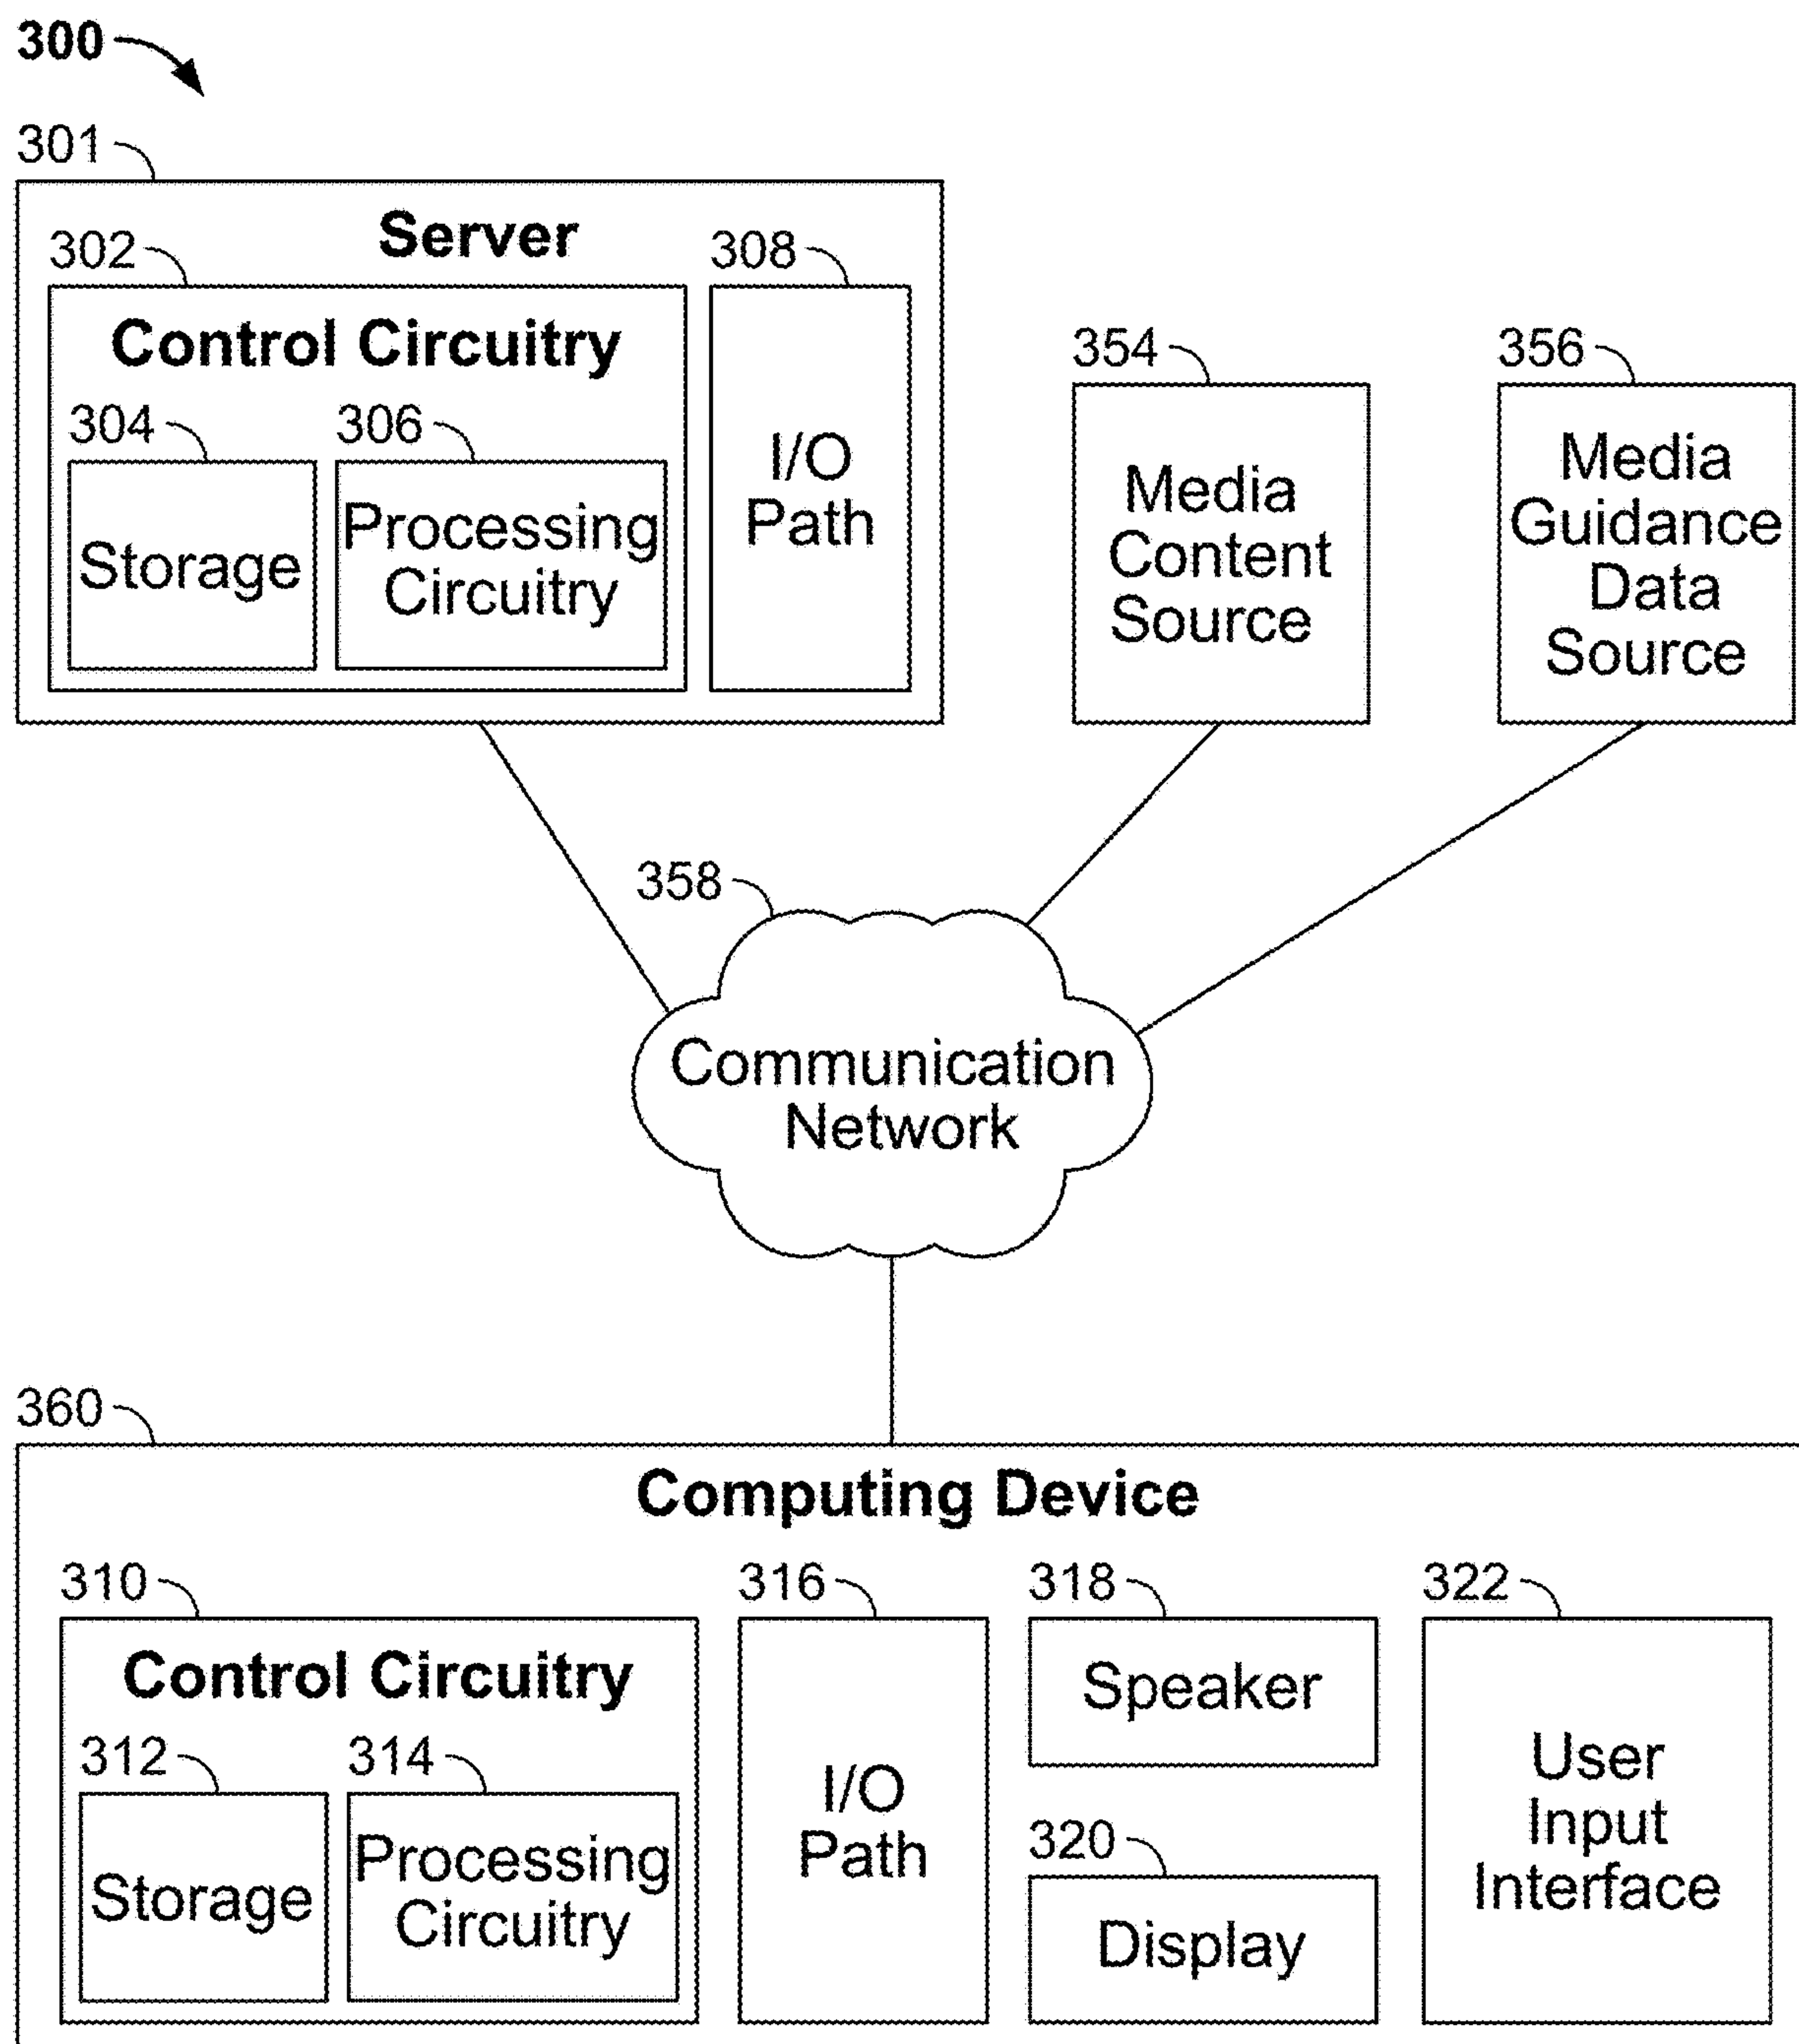 300
301
Server
302
308
Control Circuitry
304
306
Storage
Processing
Circuitry
I/O
Path
354
Media
Content
Source
356
Media
Guidance
Data
Source
358
Communication
Network
360
Computing Device
310
Control Circuitry
312
314
Storage
Processing
Circuitry
316
I/O
Path
318
Speaker
320
Display
322
User
Input
Interface